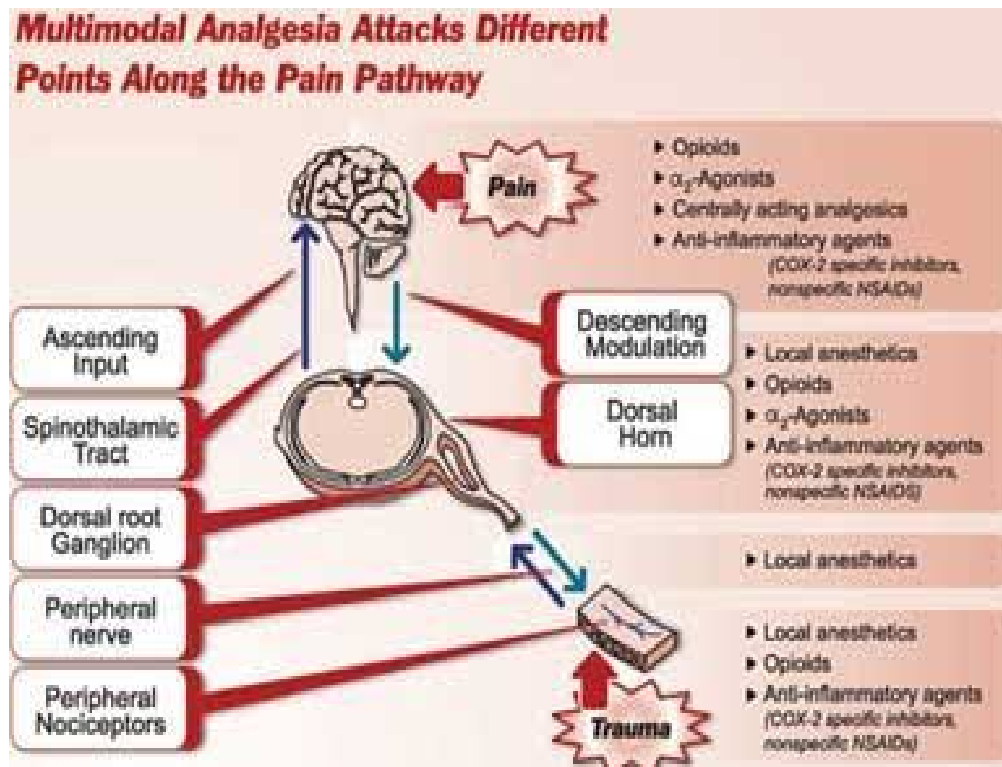 Multimodal Analgesia Attacks Different
Points Along the Pain Pathway
Pain
▸ Opioids
▸ α₂-Agonists
▸ Centrally acting analgesics
▸ Anti-inflammatory agents
(COX-2 specific inhibitors,
nonspecific NSAIDs)
Ascending
Input
Descending
Modulation
▸ Local anesthetics
▸ Opioids
▸ α₂-Agonists
▸ Anti-inflammatory agents
(COX-2 specific inhibitors,
nonspecific NSAIDS)
Spinothalamic
Tract
Dorsal
Horn
Dorsal root
Ganglion
▸ Local anesthetics
Peripheral
nerve
Peripheral
Nociceptors
▸ Local anesthetics
▸ Opioids
▸ Anti-inflammatory agents
(COX-2 specific inhibitors,
nonspecific NSAIDs)
Trauma